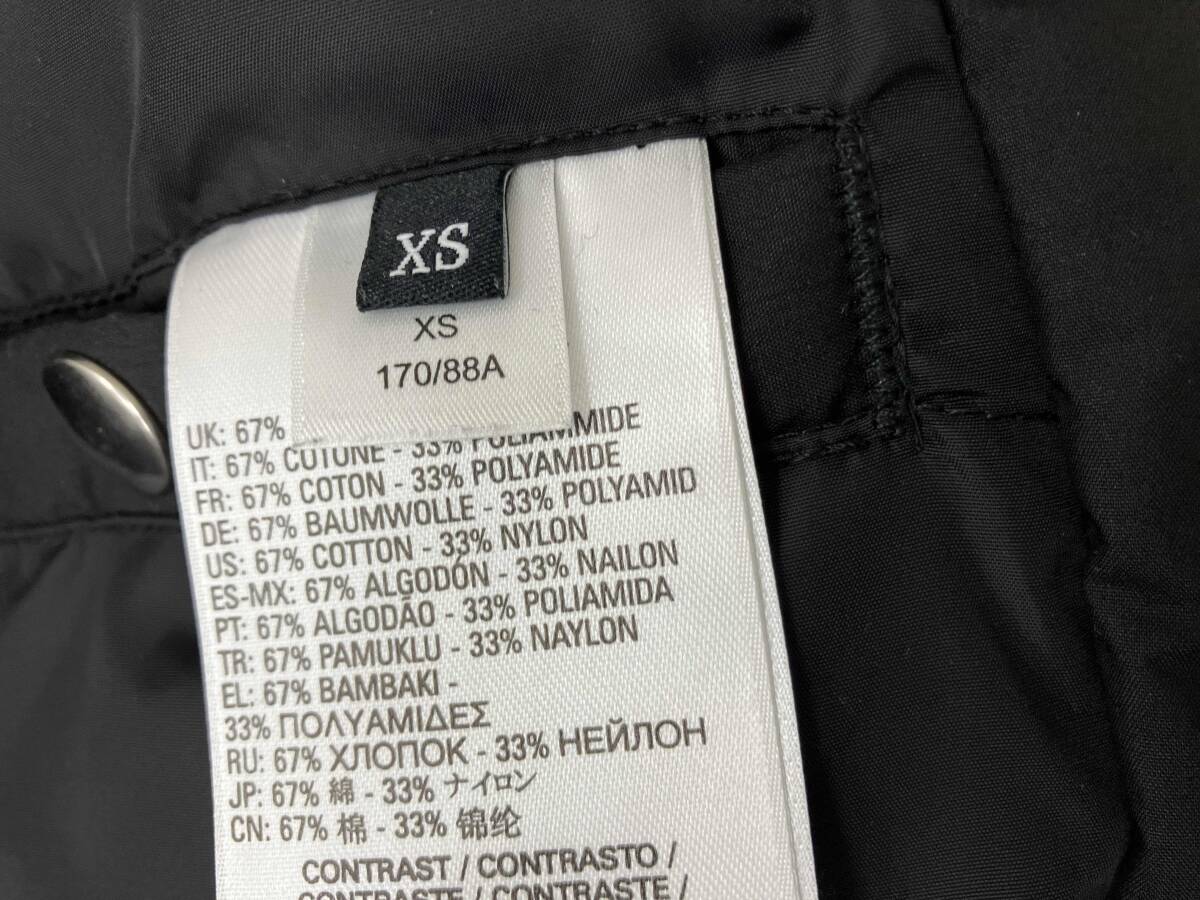 XS
XS
170/88A
UK: 67%
IT: 67% COTONE - 33% POLIAMMIDE
FR: 67% COTON - 33% POLYAMIDE
DE: 67% BAUMWOLLE - 33% POLYAMID
US: 67% COTTON - 33% NYLON
ES-MX: 67% ALGODÓN - 33% NAILON
PT: 67% ALGODÃO - 33% POLIAMIDA
TR: 67% PAMUKLU - 33% NAYLON
EL: 67% ΒΑΜΒΑΚΙ -
33% ΠΟΛΥΑΜΙΔΕΣ
RU: 67% ХЛОПОК - 33% НЕЙЛОН
JP: 67% 綿 - 33% ナイロン
CN: 67% 棉 - 33% 锦纶
CONTRAST / CONTRASTO /
CONTRASTE / CONTRASTE /